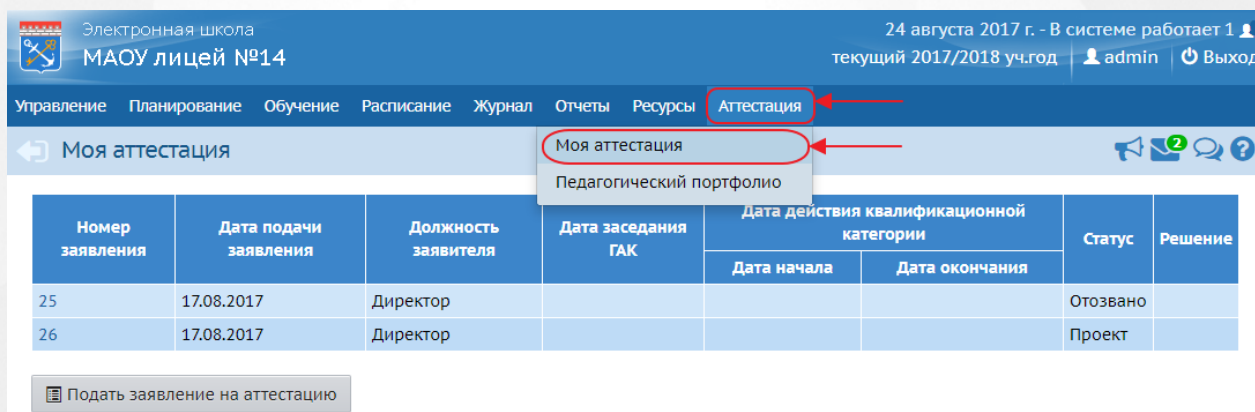 Электронная школа
МАОУ лицей №14
24 августа 2017 г. - В системе работает 1
текущий 2017/2018 уч.год admin Выход
Управление Планирование Обучение Расписание Журнал Отчеты Ресурсы Аттестация
Моя аттестация
Моя аттестация
Педагогический портфолио
2
Номер заявления Дата подачи заявления Должность заявителя Дата заседания ГАК Дата действия квалификационной категории Статус Решение
Дата начала Дата окончания
25 17.08.2017 Директор Отозвано
26 17.08.2017 Директор Проект
Подать заявление на аттестацию